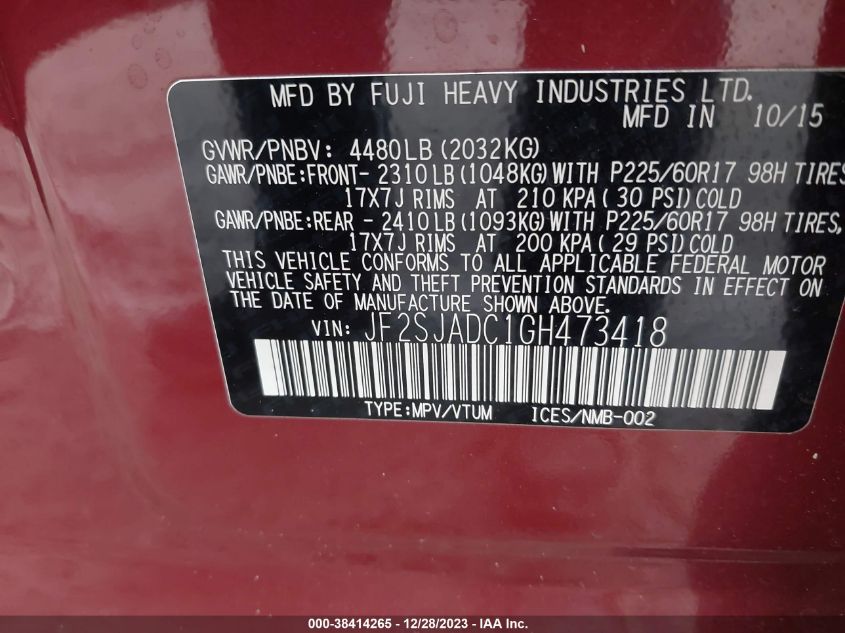 MFD BY FUJI HEAVY INDUSTRIES LTD.
MFD IN 10/15
GVWR/PNBV: 4480LB(2032KG)
GAWR/PNBE:FRONT- 2310LB(1048KG)WITH P225/60R17 98H TIRES
17X7J RIMS AT 210 KPA(30 PSI)COLD
GAWR/PNBE:REAR - 2410LB(1093KG)WITH P225/60R17 98H TIRES,
17X7J RIMS AT 200 KPA(29 PSI)COLD
THIS VEHICLE CONFORMS TO ALL APPLICABLE FEDERAL MOTOR
VEHICLE SAFETY AND THEFT PREVENTION STANDARDS IN EFFECT ON
THE DATE OF MANUFACTURE SHOWN ABOVE.
VIN: JF2SJADC1GH473418
TYPE:MPV/VTUM ICES/NMB-002
000-38414265 - 12/28/2023 - IAA Inc.